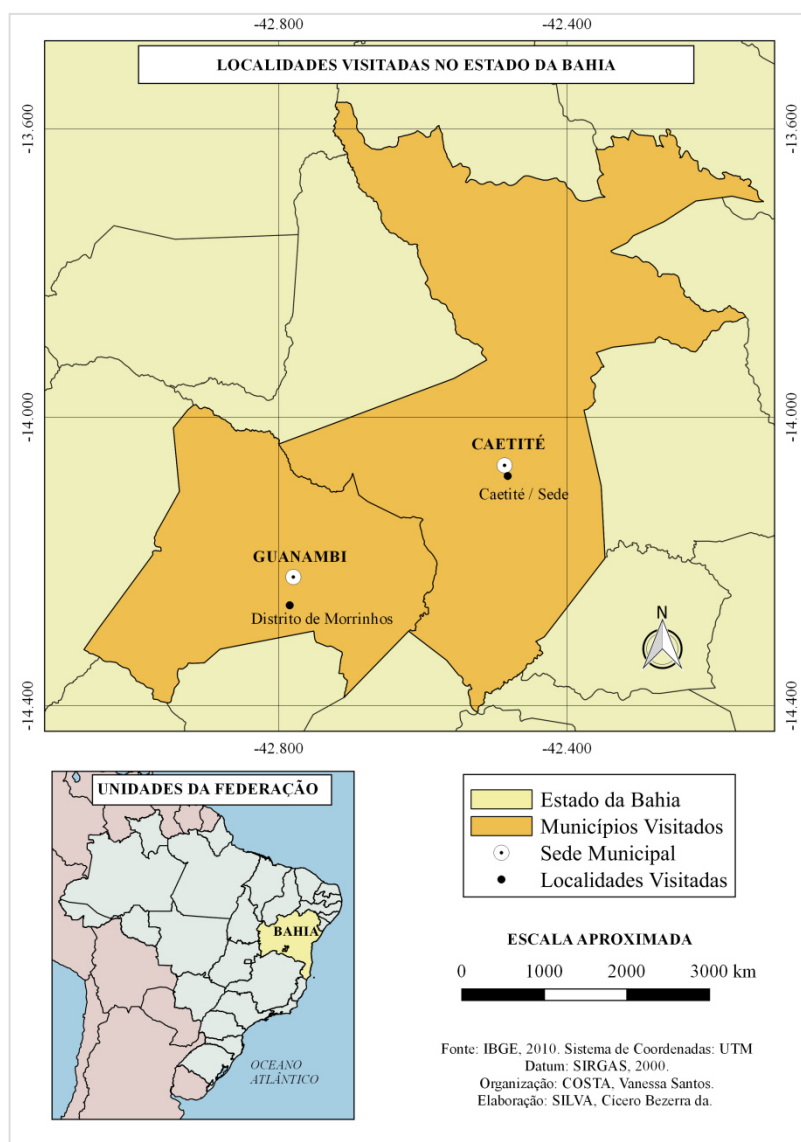 -42.800 -42.400
LOCALIDADES VISITADAS NO ESTADO DA BAHIA
-13.600 -13.600
-14.000 -14.000
CAETITÉ
Caetité / Sede
GUANAMBI
Distrito de Morrinhos
N
-14.400 -14.400
-42.800 -42.400
UNIDADES DA FEDERAÇÃO
BAHIA
OCEANO
ATLÂNTICO
Estado da Bahia
Municípios Visitados
Sede Municipal
Localidades Visitadas
ESCALA APROXIMADA
0 1000 2000 3000 km
Fonte: IBGE, 2010. Sistema de Coordenadas: UTM
Datum: SIRGAS, 2000.
Organização: COSTA, Vanessa Santos.
Elaboração: SILVA, Cicero Bezerra da.